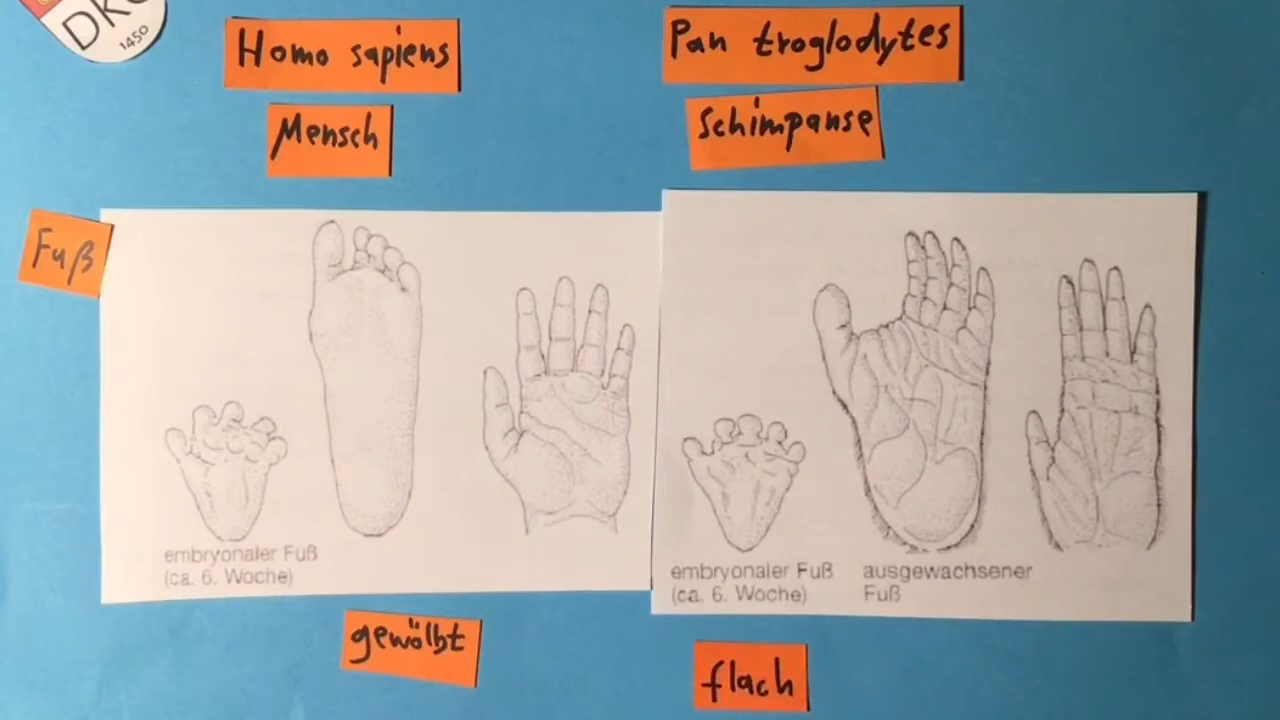 DKG
1450
Homo sapiens
Mensch
Pan troglodytes
Schimpanse
Fuß
embryonaler Fuß
(ca. 6. Woche)
embryonaler Fuß
(ca. 6. Woche)
ausgewachsener
Fuß
gewölbt
flach